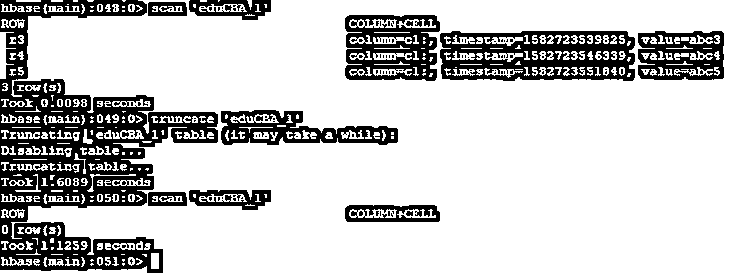 hbase(main):048:0> scan 'eduCBA_1'
ROW COLUMN+CELL
r3 column=c1:, timestamp=1582723539825, value=abc3
r4 column=c1:, timestamp=1582723546339, value=abc4
r5 column=c1:, timestamp=1582723551840, value=abc5
3 row(s)
Took 0.0098 seconds
hbase(main):049:0> truncate 'eduCBA_1'
Truncating 'eduCBA_1' table (it may take a while):
Disabling table...
Truncating table...
Took 1.6089 seconds
hbase(main):050:0> scan 'eduCBA_1'
ROW COLUMN+CELL
0 row(s)
Took 1.1259 seconds
hbase(main):051:0>